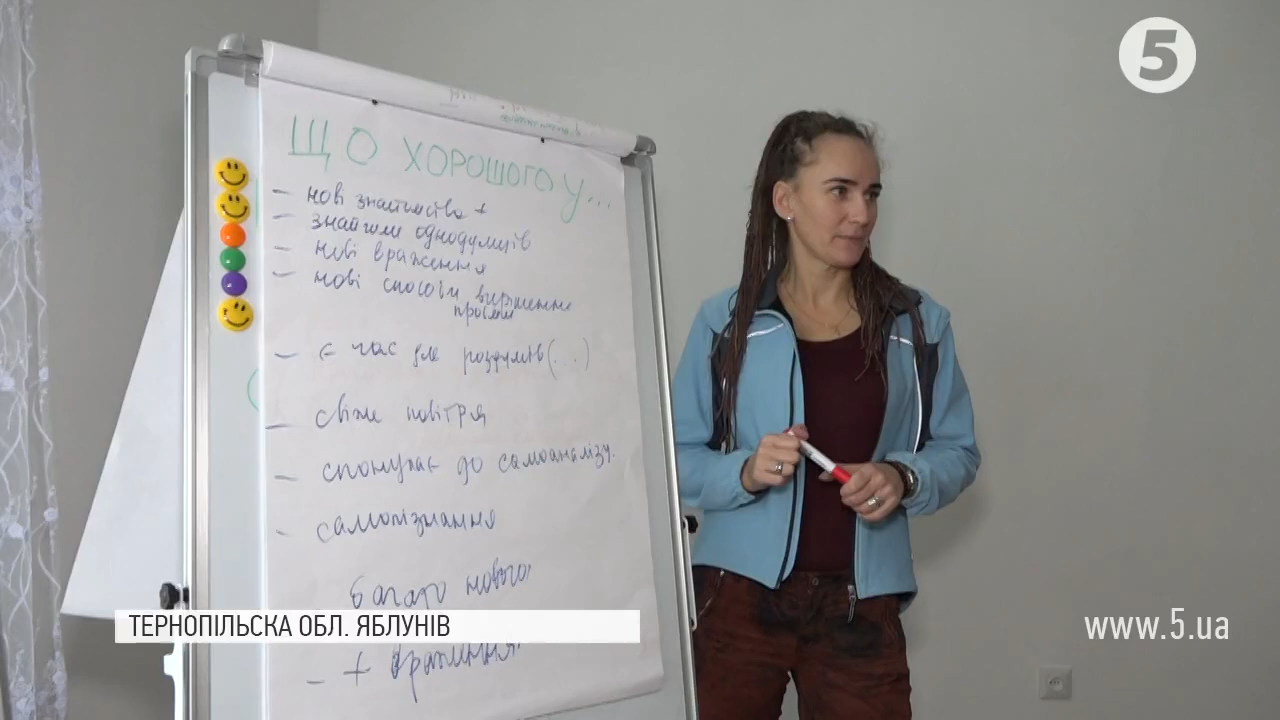 5
ЩО ХОРОШОГО У...
- нові знайомства +
- знайшли однодумців
- нові враження
- нові способи вирішення
проблем
- є час для роздумів (...)
- свіже повітря
- спонукає до самоаналізу.
- самопізнання
багато нового
ТЕРНОПІЛЬСКА ОБЛ. ЯБЛУНІВ
- + враження
www.5.ua